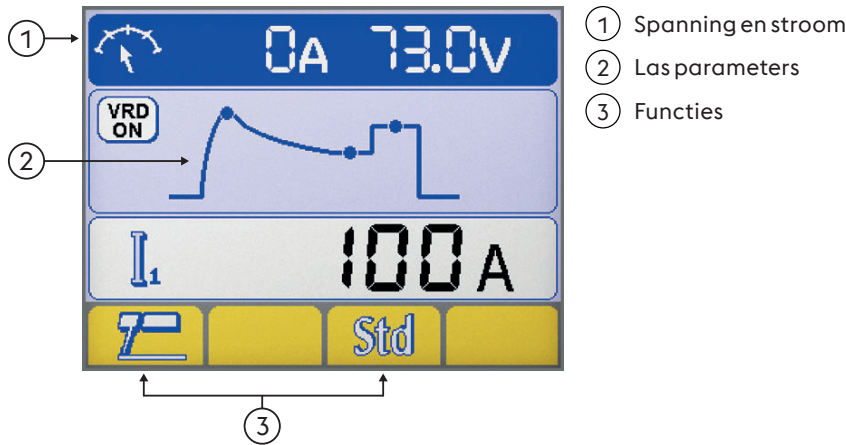 1 0A 73.0V 1 Spanning en stroom
2 Las parameters
VRD
ON
3 Functies
2
I1 100A
Std
3